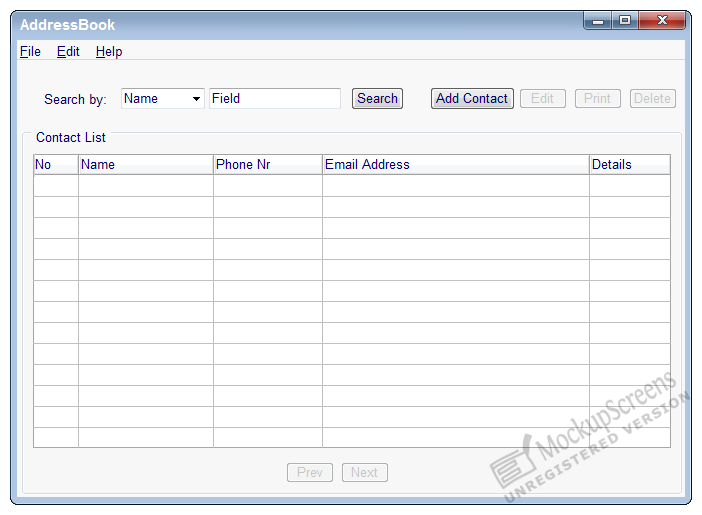 AddressBook
File Edit Help
Search by: Name Field Search Add Contact Edit Print Delete
Contact List
No Name Phone Nr Email Address Details
MockupScreens
UNREGISTERED VERSION
Prev Next